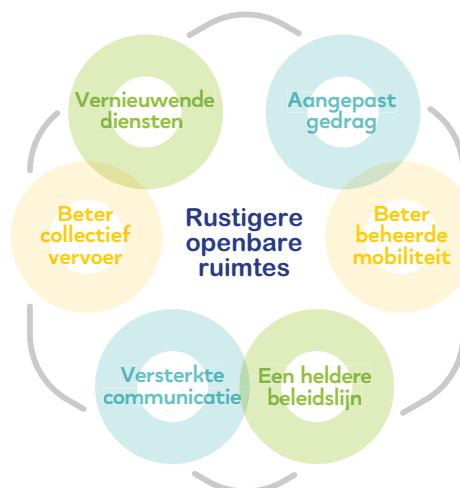 Vernieuwende
diensten
Aangepast
gedrag
Beter
collectief
vervoer
Rustigere
openbare
ruimtes
Beter
beheerde
mobiliteit
Versterkte
communicatie
Een heldere
beleidslijn